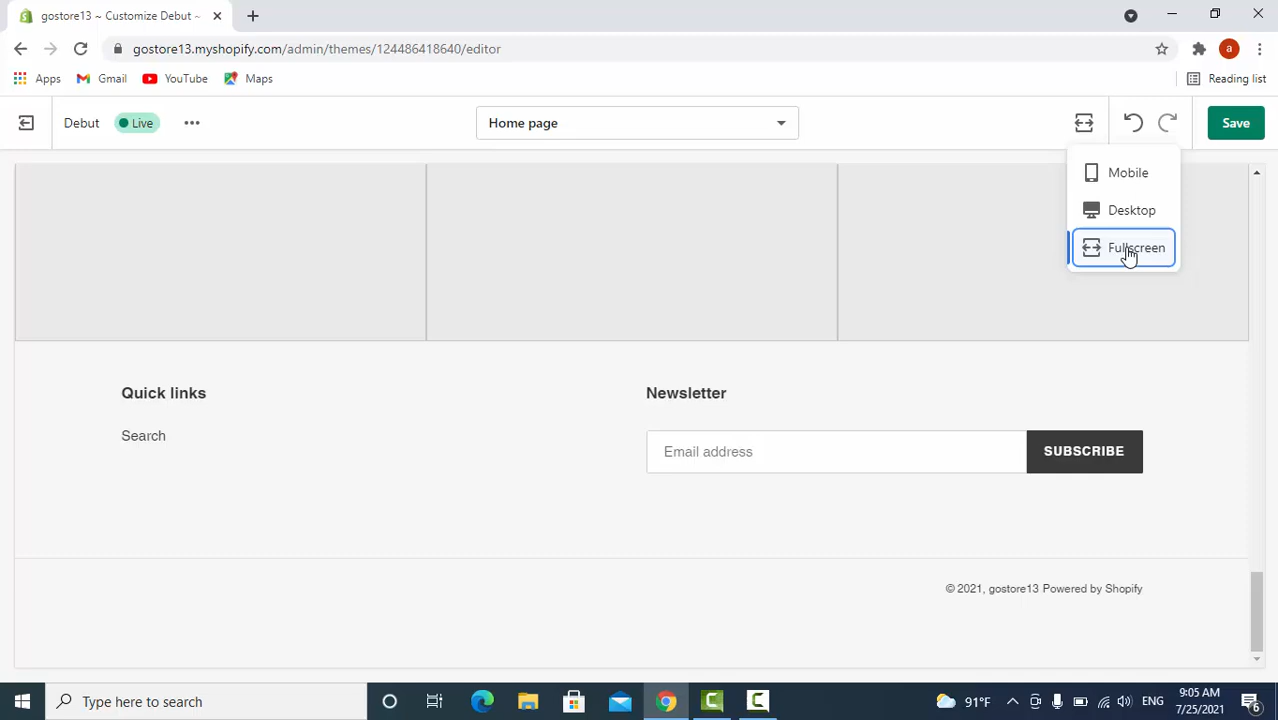 gostore13 ~ Customize Debut ~
gostore13.myshopify.com/admin/themes/124486418640/editor
a
Apps
Gmail
YouTube
Maps
Reading list
Debut
Live
Home page
Save
Mobile
Desktop
Fullscreen
Quick links
Newsletter
Search
Email address
SUBSCRIBE
© 2021, gostore13 Powered by Shopify
Type here to search
91°F
ENG
9:05 AM
7/25/2021
6